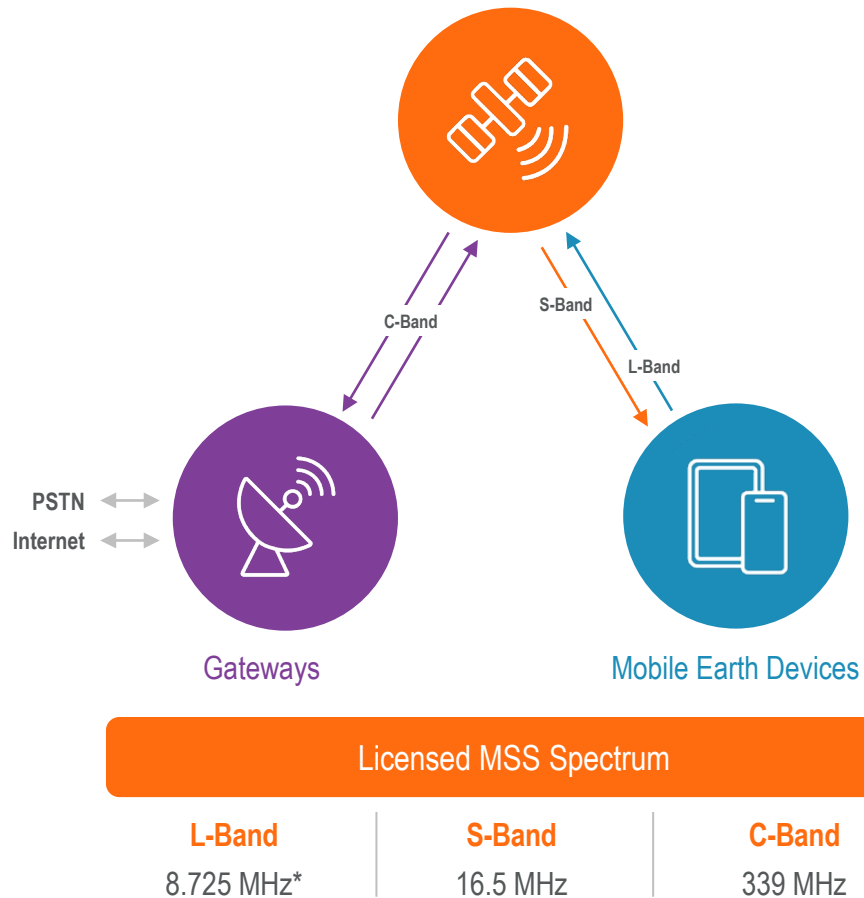 C-Band
S-Band
L-Band
PSTN
Internet
Gateways
Mobile Earth Devices
Licensed MSS Spectrum
L-Band
S-Band
C-Band
8.725 MHz*
16.5 MHz
339 MHz